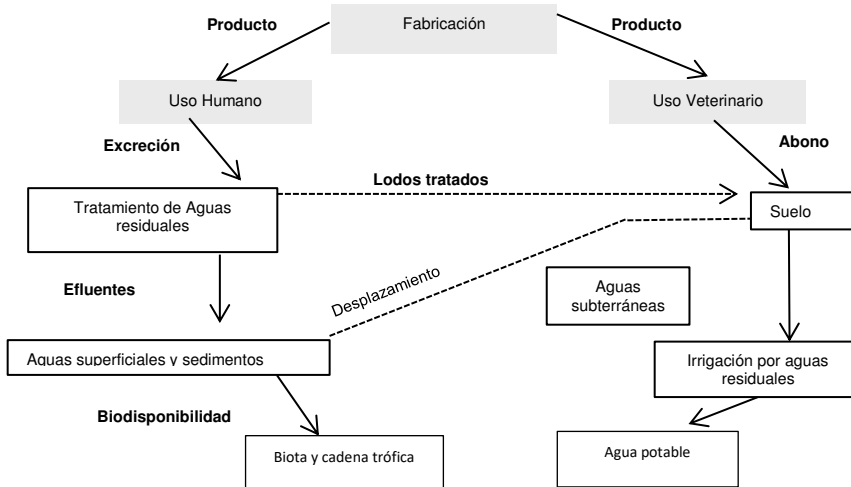 Producto
Fabricación
Producto
Uso Humano
Uso Veterinario
Excreción
Abono
Lodos tratados
Tratamiento de Aguas
residuales
Suelo
Desplazamiento
Efluentes
Aguas
subterráneas
Aguas superficiales y sedimentos
Irrigación por aguas
residuales
Biodisponibilidad
Biota y cadena trófica
Agua potable